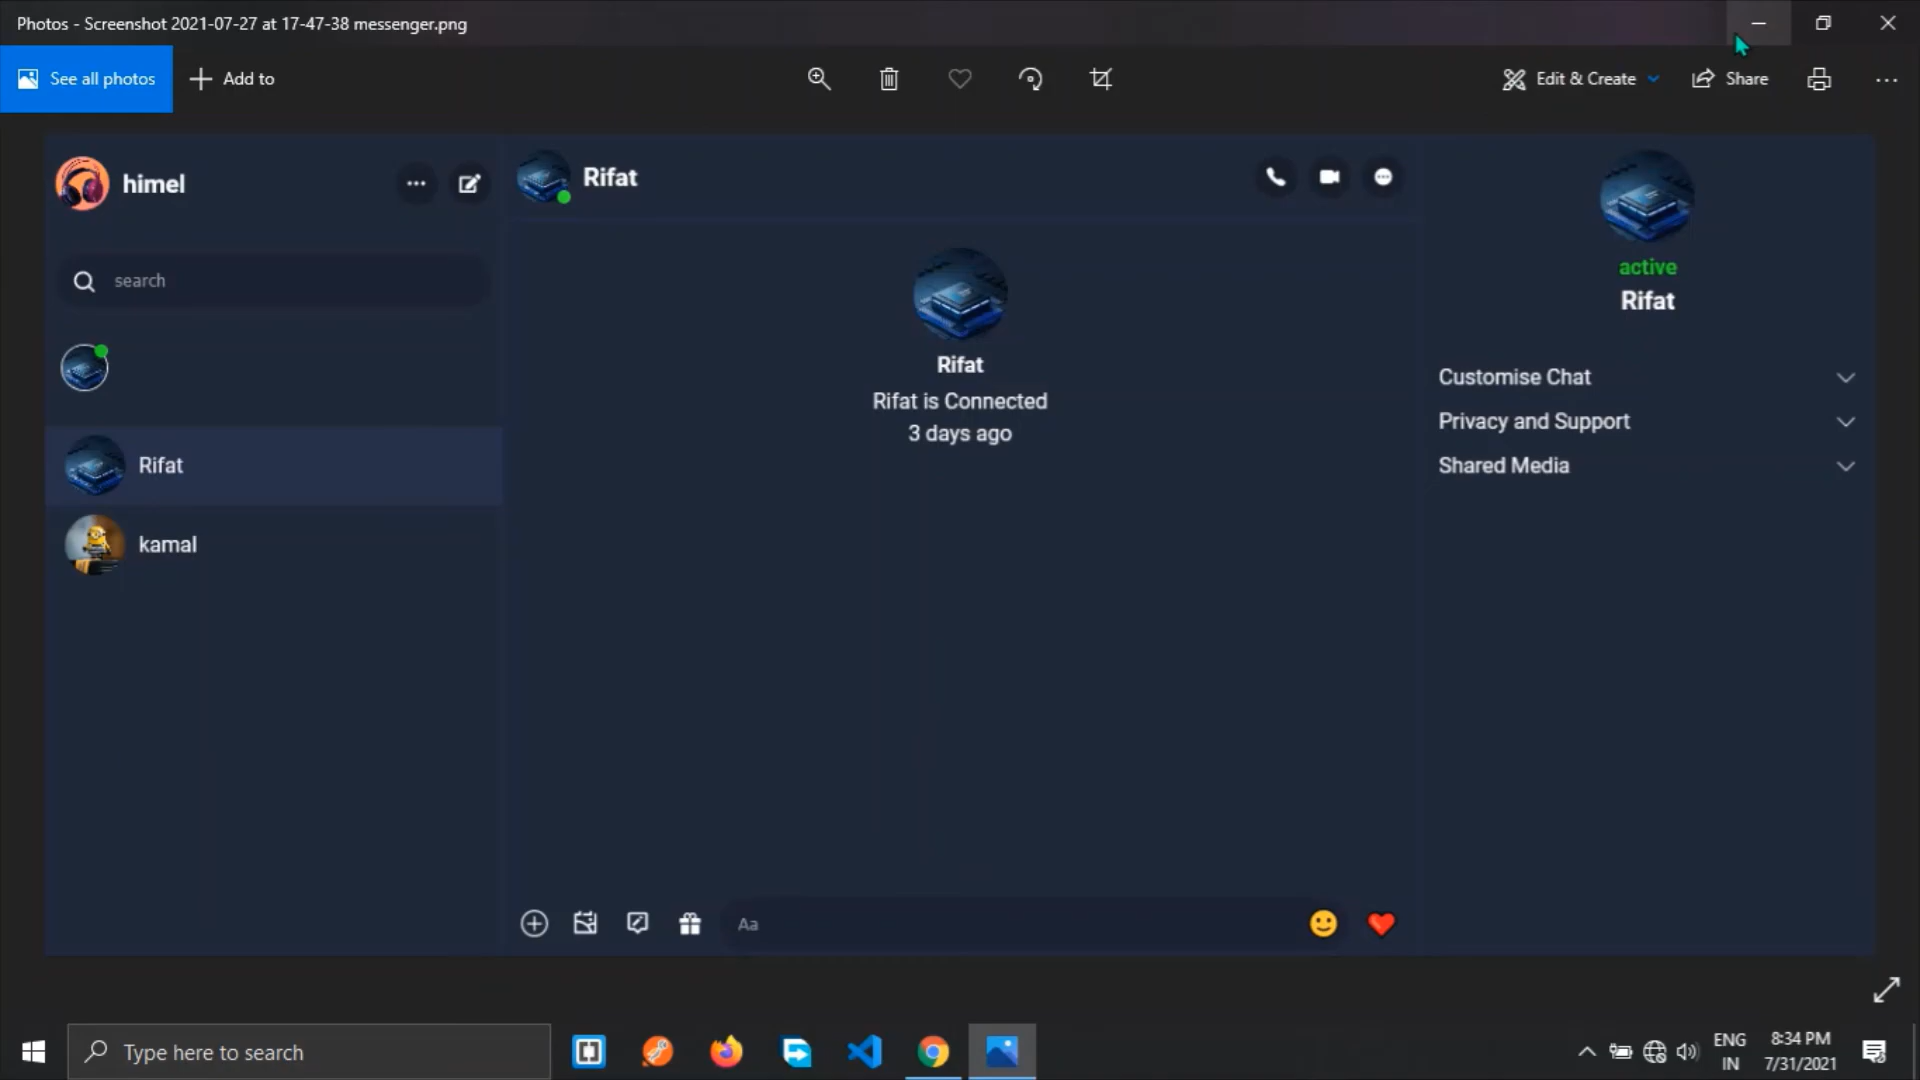 Photos - Screenshot 2021-07-27 at 17-47-38 messenger.png
See all photos
Add to
Edit & Create
Share
himel
search
Rifat
kamal
Rifat
Rifat
Rifat is Connected
3 days ago
Aa
active
Rifat
Customise Chat
Privacy and Support
Shared Media
Type here to search
ENG
IN
8:34 PM
7/31/2021